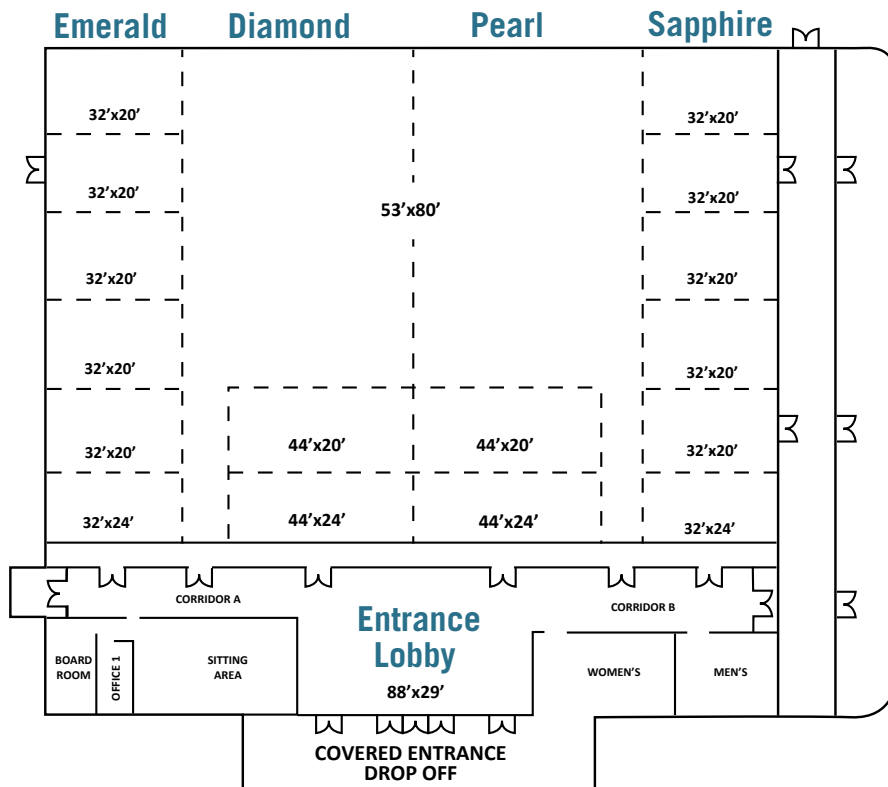 Emerald
Diamond
Pearl
Sapphire
32’x20’
32’x20’
32’x20’
32’x20’
53’x80’
32’x20’
32’x20’
32’x20’
32’x20’
44’x20’
44’x20’
32’x20’
32’x20’
32’x24’
44’x24’
44’x24’
32’x24’
CORRIDOR A
CORRIDOR B
Entrance
Lobby
88’x29’
BOARD
ROOM
OFFICE 1
SITTING
AREA
WOMEN’S
MEN’S
COVERED ENTRANCE
DROP OFF